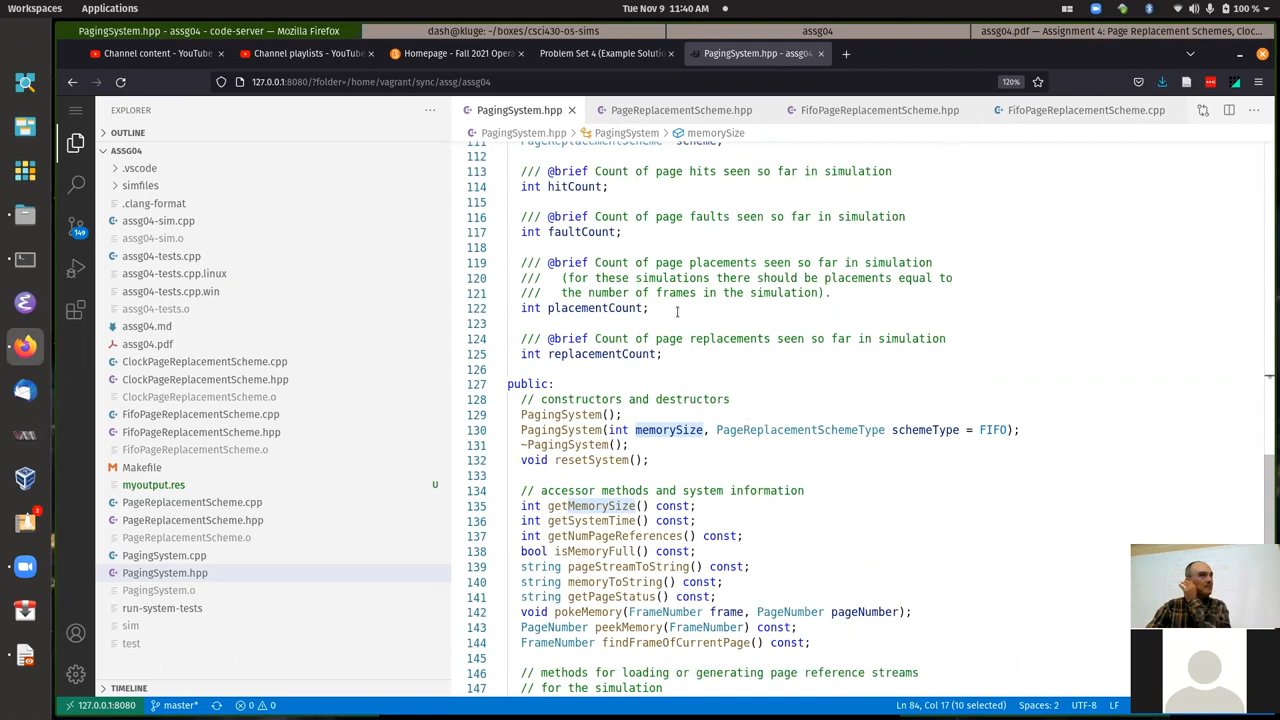 Workspaces Applications Tue Nov 9 11:40 AM 100 %
PagingSystem.hpp - assg04 - code-server — Mozilla Firefox dash@kluge: ~/boxes/csci430-os-sims assg04 assg04.pdf — Assignment 4: Page Replacement Schemes, Cloc…
Channel content - YouTube Channel playlists - YouTube Homepage - Fall 2021 Opera Problem Set 4 (Example Solutio PagingSystem.hpp - assg04
127.0.0.1:8080/?folder=/home/vagrant/sync/assg/assg04 120%
EXPLORER
OUTLINE
ASSG04
.vscode
simfiles
.clang-format
assg04-sim.cpp
assg04-sim.o
assg04-tests.cpp
assg04-tests.cpp.linux
assg04-tests.cpp.win
assg04-tests.o
assg04.md
assg04.pdf
ClockPageReplacementScheme.cpp
ClockPageReplacementScheme.hpp
ClockPageReplacementScheme.o
FifoPageReplacementScheme.cpp
FifoPageReplacementScheme.hpp
FifoPageReplacementScheme.o
Makefile
myoutput.res U
PageReplacementScheme.cpp
PageReplacementScheme.hpp
PageReplacementScheme.o
PagingSystem.cpp
PagingSystem.hpp
PagingSystem.o
run-system-tests
sim
test
TIMELINE
149
2
PagingSystem.hpp PageReplacementScheme.hpp FifoPageReplacementScheme.hpp FifoPageReplacementScheme.cpp
PagingSystem.hpp > PagingSystem > memorySize
111 PageReplacementScheme* scheme;
112
113 /// @brief Count of page hits seen so far in simulation
114 int hitCount;
115
116 /// @brief Count of page faults seen so far in simulation
117 int faultCount;
118
119 /// @brief Count of page placements seen so far in simulation
120 /// (for these simulations there should be placements equal to
121 /// the number of frames in the simulation).
122 int placementCount;
123
124 /// @brief Count of page replacements seen so far in simulation
125 int replacementCount;
126
127 public:
128 // constructors and destructors
129 PagingSystem();
130 PagingSystem(int memorySize, PageReplacementSchemeType schemeType = FIFO);
131 ~PagingSystem();
132 void resetSystem();
133
134 // accessor methods and system information
135 int getMemorySize() const;
136 int getSystemTime() const;
137 int getNumPageReferences() const;
138 bool isMemoryFull() const;
139 string pageStreamToString() const;
140 string memoryToString() const;
141 string getPageStatus() const;
142 void pokeMemory(FrameNumber frame, PageNumber pageNumber);
143 PageNumber peekMemory(FrameNumber) const;
144 FrameNumber findFrameOfCurrentPage() const;
145
146 // methods for loading or generating page reference streams
147 // for the simulation
127.0.0.1:8080 master* 0 0 Ln 84, Col 17 (10 selected) Spaces: 2 UTF-8 LF